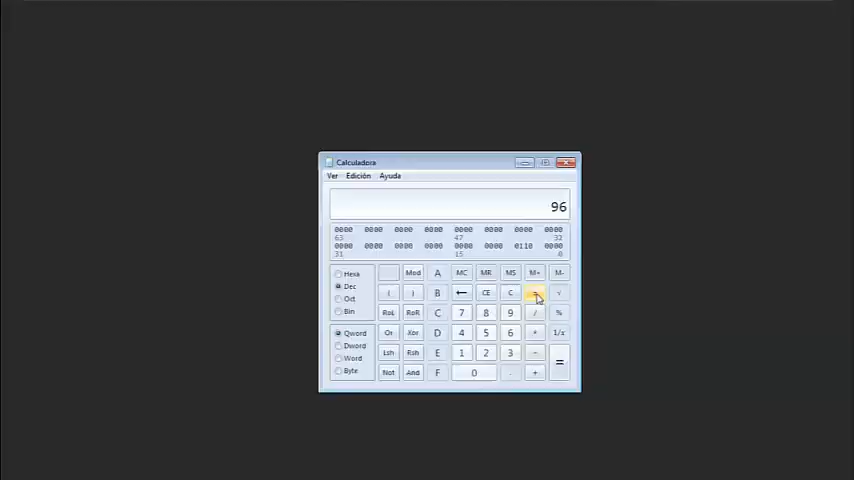 Calculadora
Ver Edición Ayuda
96
0000 0000 0000 0000 0000 0000 0000 0000
63 47 32
0000 0000 0000 0000 0000 0000 0110 0000
31 15 0
Hexa Mod A MC MR MS M+ M-
Dec ( ) B ← CE C √
Oct RoL RoR C 7 8 9 / %
Bin
Qword Or Xor D 4 5 6 * 1/x
Dword Lsh Rsh E 1 2 3 - =
Word
Byte Not And F 0 . +